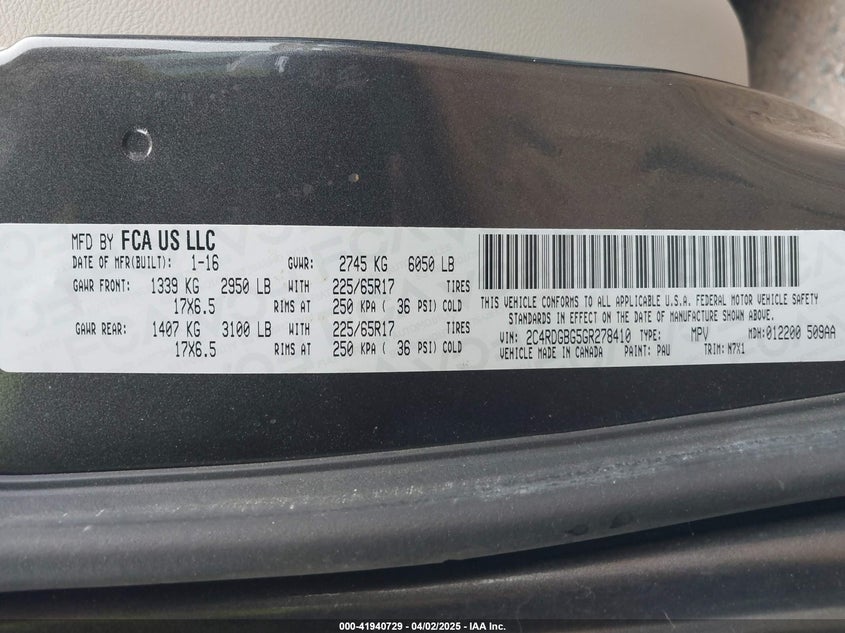 MFD BY FCA US LLC
DATE OF MFR(BUILT): 1-16 GVWR: 2745 KG 6050 LB
GAWR FRONT: 1339 KG 2950 LB WITH 225/65R17 TIRES
17X6.5 RIMS AT 250 KPA ( 36 PSI) COLD
GAWR REAR: 1407 KG 3100 LB WITH 225/65R17 TIRES
17X6.5 RIMS AT 250 KPA ( 36 PSI) COLD
THIS VEHICLE CONFORMS TO ALL APPLICABLE U.S.A. FEDERAL MOTOR VEHICLE SAFETY
STANDARDS IN EFFECT ON THE DATE OF MANUFACTURE SHOWN ABOVE.
VIN: 2C4RDGBG5GR278410 TYPE: MPV MDH:012200 509AA
VEHICLE MADE IN CANADA PAINT: PAU TRIM: N7X1
000-41940729 - 04/02/2025 - IAA Inc.